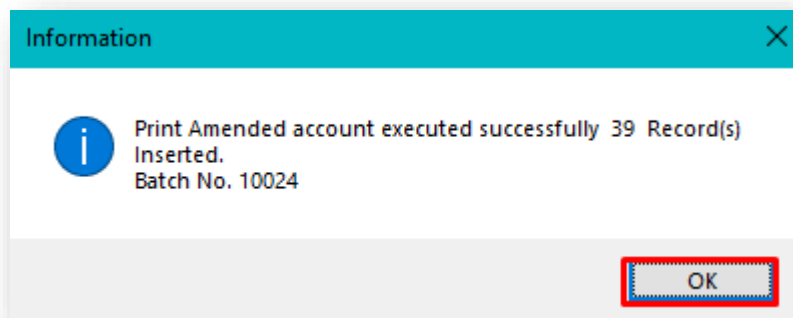 Information
Print Amended account executed successfully  39  Record(s)
Inserted.
Batch No. 10024
OK